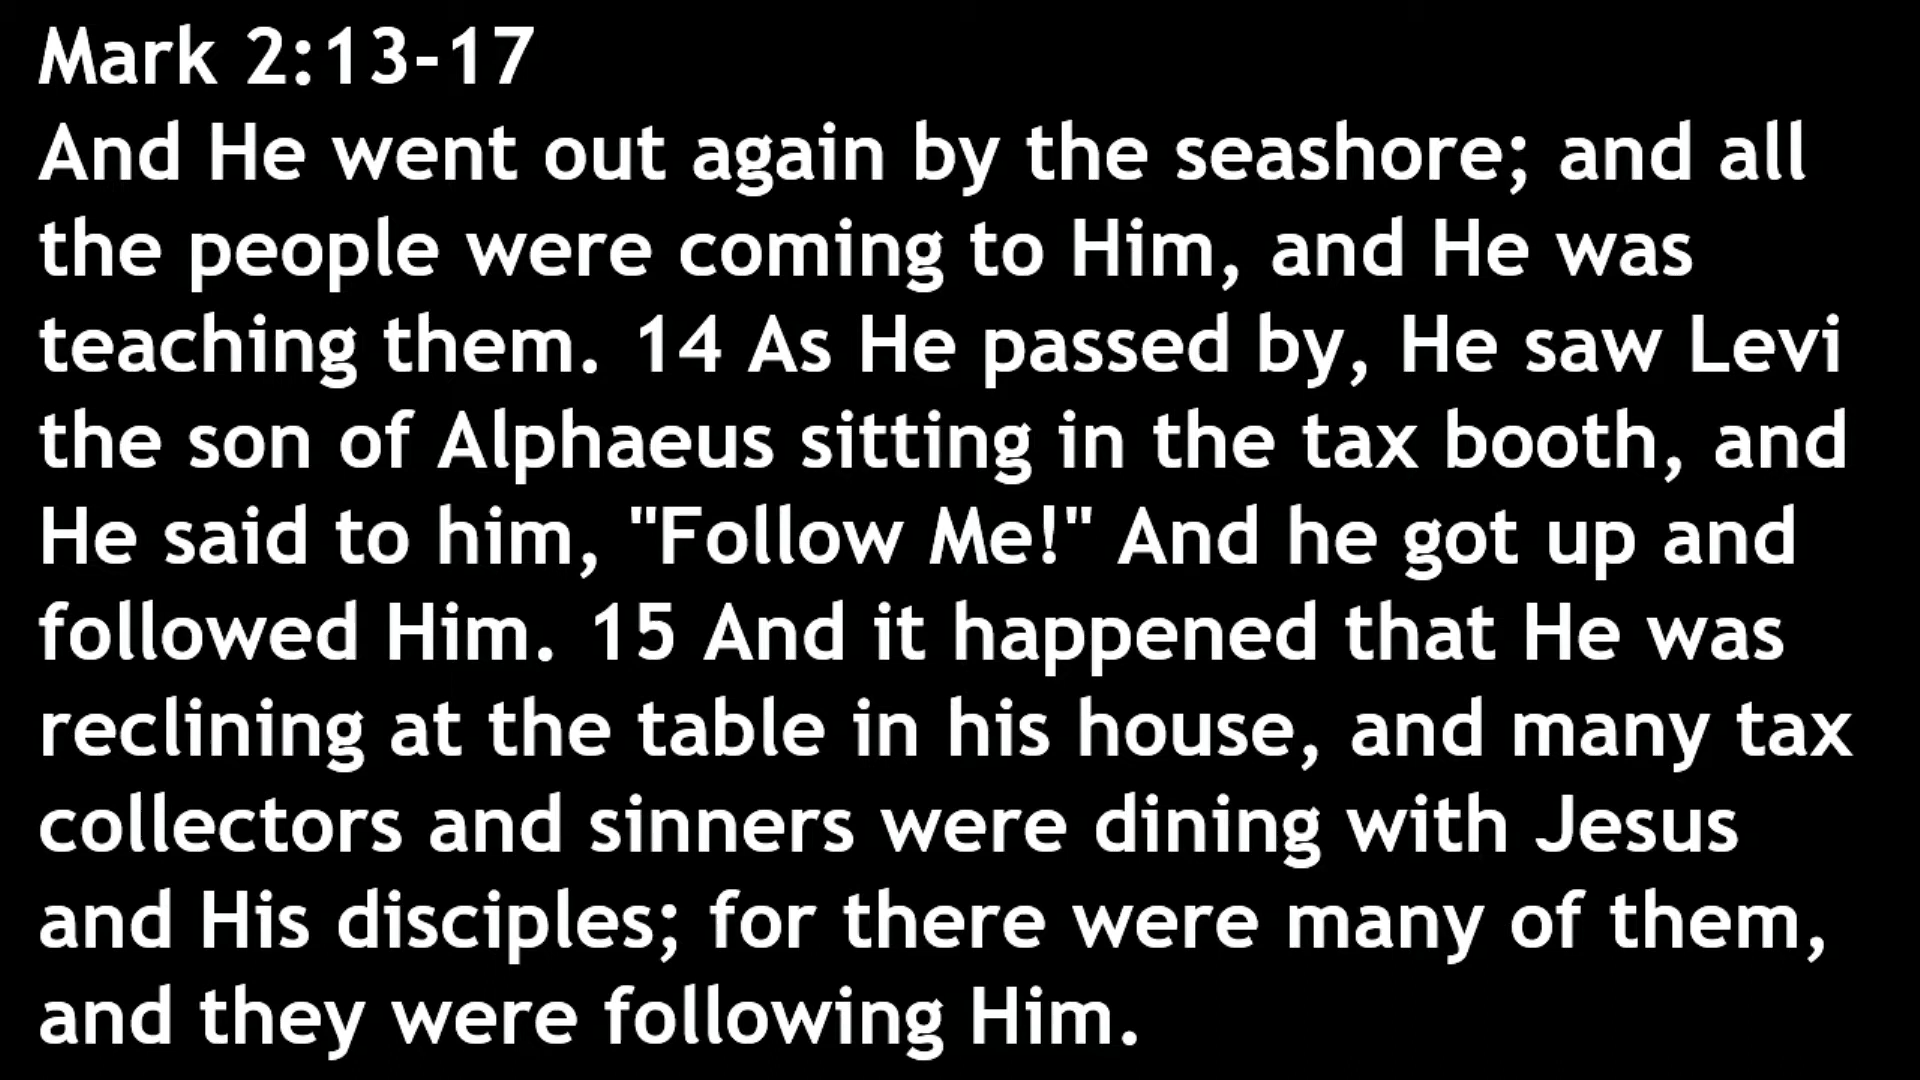 Mark 2:13-17
And He went out again by the seashore; and all
the people were coming to Him, and He was
teaching them. 14 As He passed by, He saw Levi
the son of Alphaeus sitting in the tax booth, and
He said to him, "Follow Me!" And he got up and
followed Him. 15 And it happened that He was
reclining at the table in his house, and many tax
collectors and sinners were dining with Jesus
and His disciples; for there were many of them,
and they were following Him.